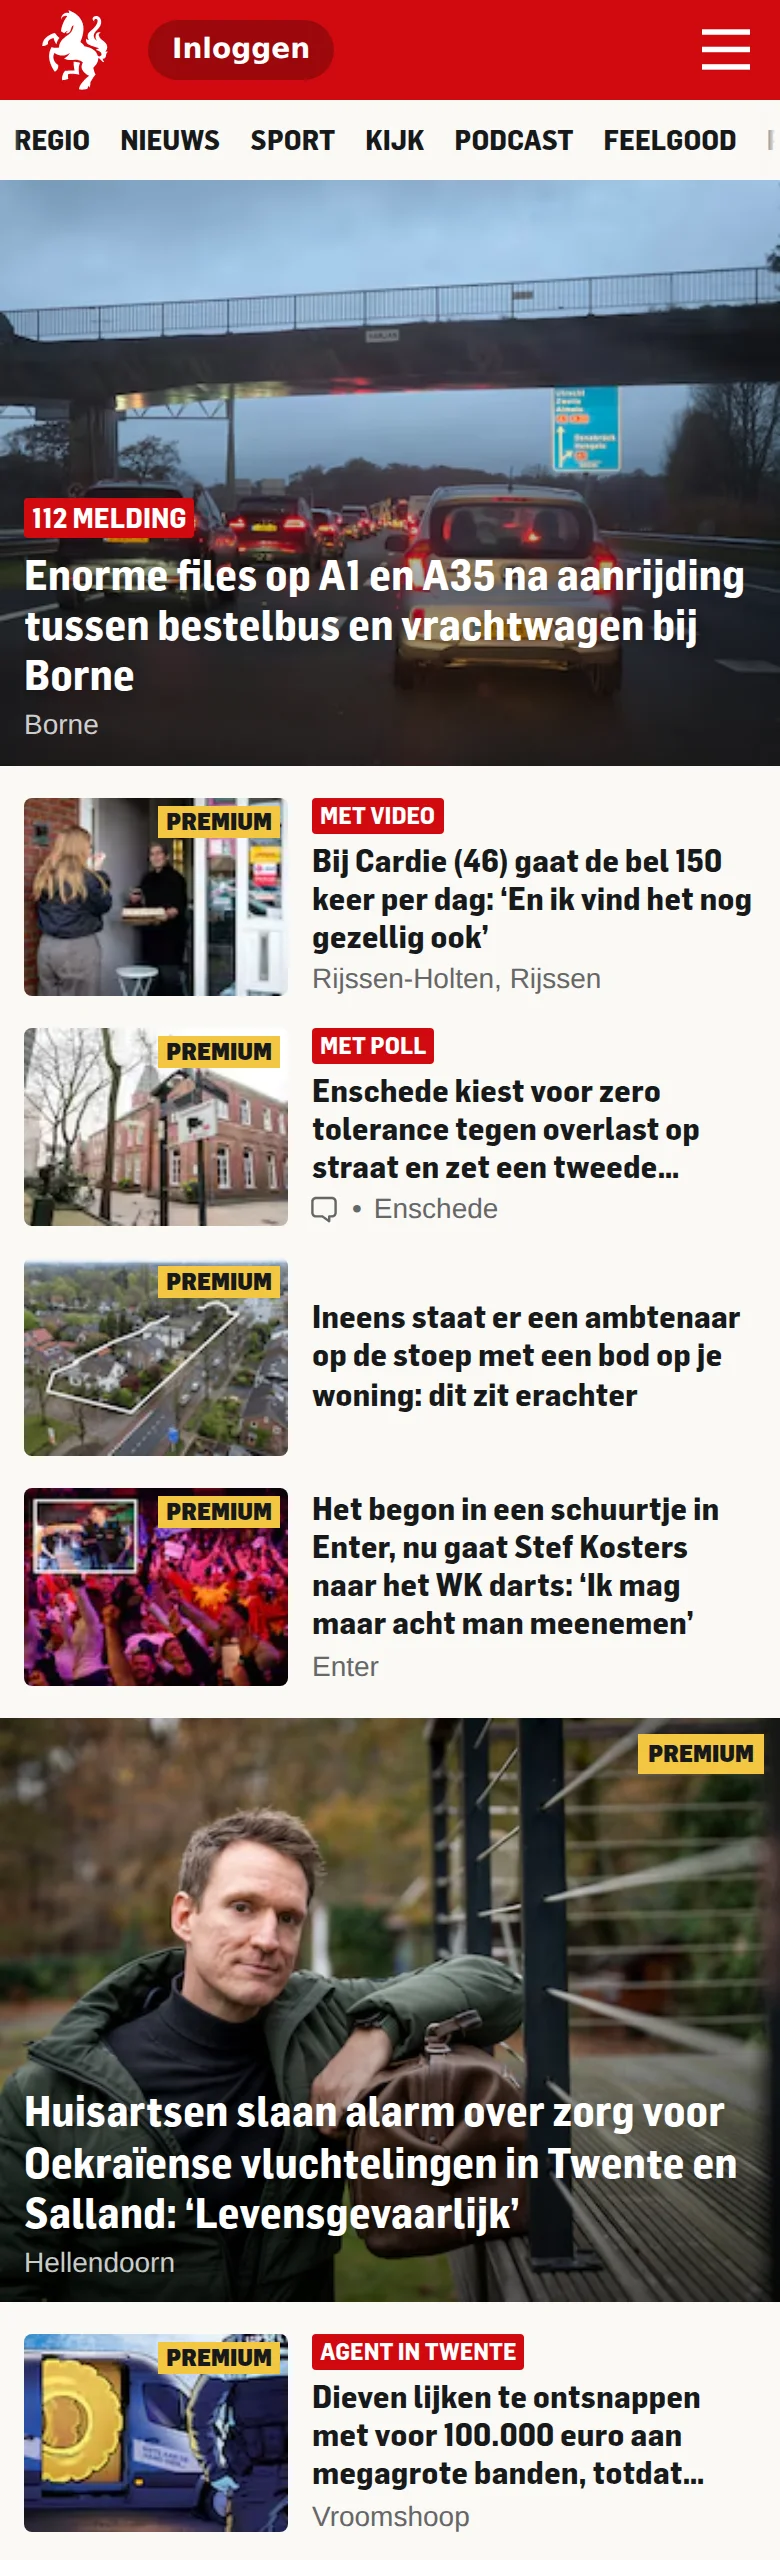 Inloggen
REGIO NIEUWS SPORT KIJK PODCAST FEELGOOD
Utrecht
Zwolle
Almelo
Osnabrück
Hengelo
112 MELDING
Enorme files op A1 en A35 na aanrijding
tussen bestelbus en vrachtwagen bij
Borne
Borne
PREMIUM
MET VIDEO
Bij Cardie (46) gaat de bel 150
keer per dag: ‘En ik vind het nog
gezellig ook’
Rijssen-Holten, Rijssen
PREMIUM
MET POLL
Enschede kiest voor zero
tolerance tegen overlast op
straat en zet een tweede...
• Enschede
PREMIUM
Ineens staat er een ambtenaar
op de stoep met een bod op je
woning: dit zit erachter
PREMIUM
Het begon in een schuurtje in
Enter, nu gaat Stef Kosters
naar het WK darts: ‘Ik mag
maar acht man meenemen’
Enter
PREMIUM
Huisartsen slaan alarm over zorg voor
Oekraïense vluchtelingen in Twente en
Salland: ‘Levensgevaarlijk’
Hellendoorn
PREMIUM
AGENT IN TWENTE
Dieven lijken te ontsnappen
met voor 100.000 euro aan
megagrote banden, totdat...
Vroomshoop